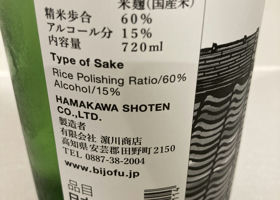 米麹(国産米)
精米歩合 60%
アルコール分 15%
内容量 720ml
Type of Sake
Rice Polishing Ratio/60%
Alcohol/15%
HAMAKAWA SHOTEN
CO.,LTD.
製造者
有限会社 濵川商店
高知県安芸郡田野町2150
TEL 0887-38-2004
www.bijofu.jp
品目